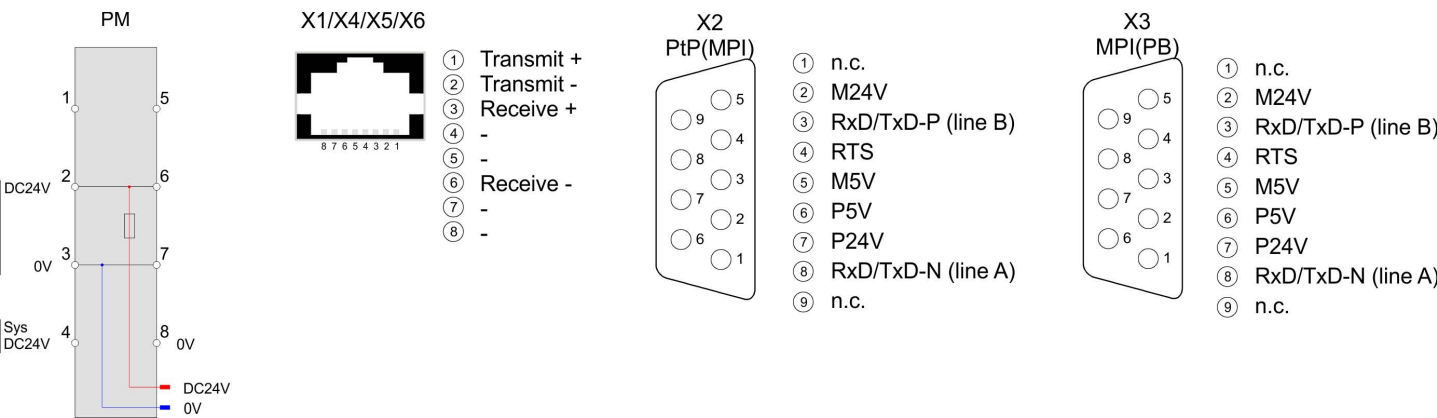 PM
1
5
DC24V 2
6
3
7
0V
Sys
DC24V 4
8 0V
DC24V
0V
X1/X4/X5/X6
8 7 6 5 4 3 2 1
1 Transmit +
2 Transmit -
3 Receive +
4 -
5 -
6 Receive -
7 -
8 -
X2
PtP(MPI)
5
9
4
8
3
7
2
6
1
1 n.c.
2 M24V
3 RxD/TxD-P (line B)
4 RTS
5 M5V
6 P5V
7 P24V
8 RxD/TxD-N (line A)
9 n.c.
X3
MPI(PB)
5
9
4
8
3
7
2
6
1
1 n.c.
2 M24V
3 RxD/TxD-P (line B)
4 RTS
5 M5V
6 P5V
7 P24V
8 RxD/TxD-N (line A)
9 n.c.